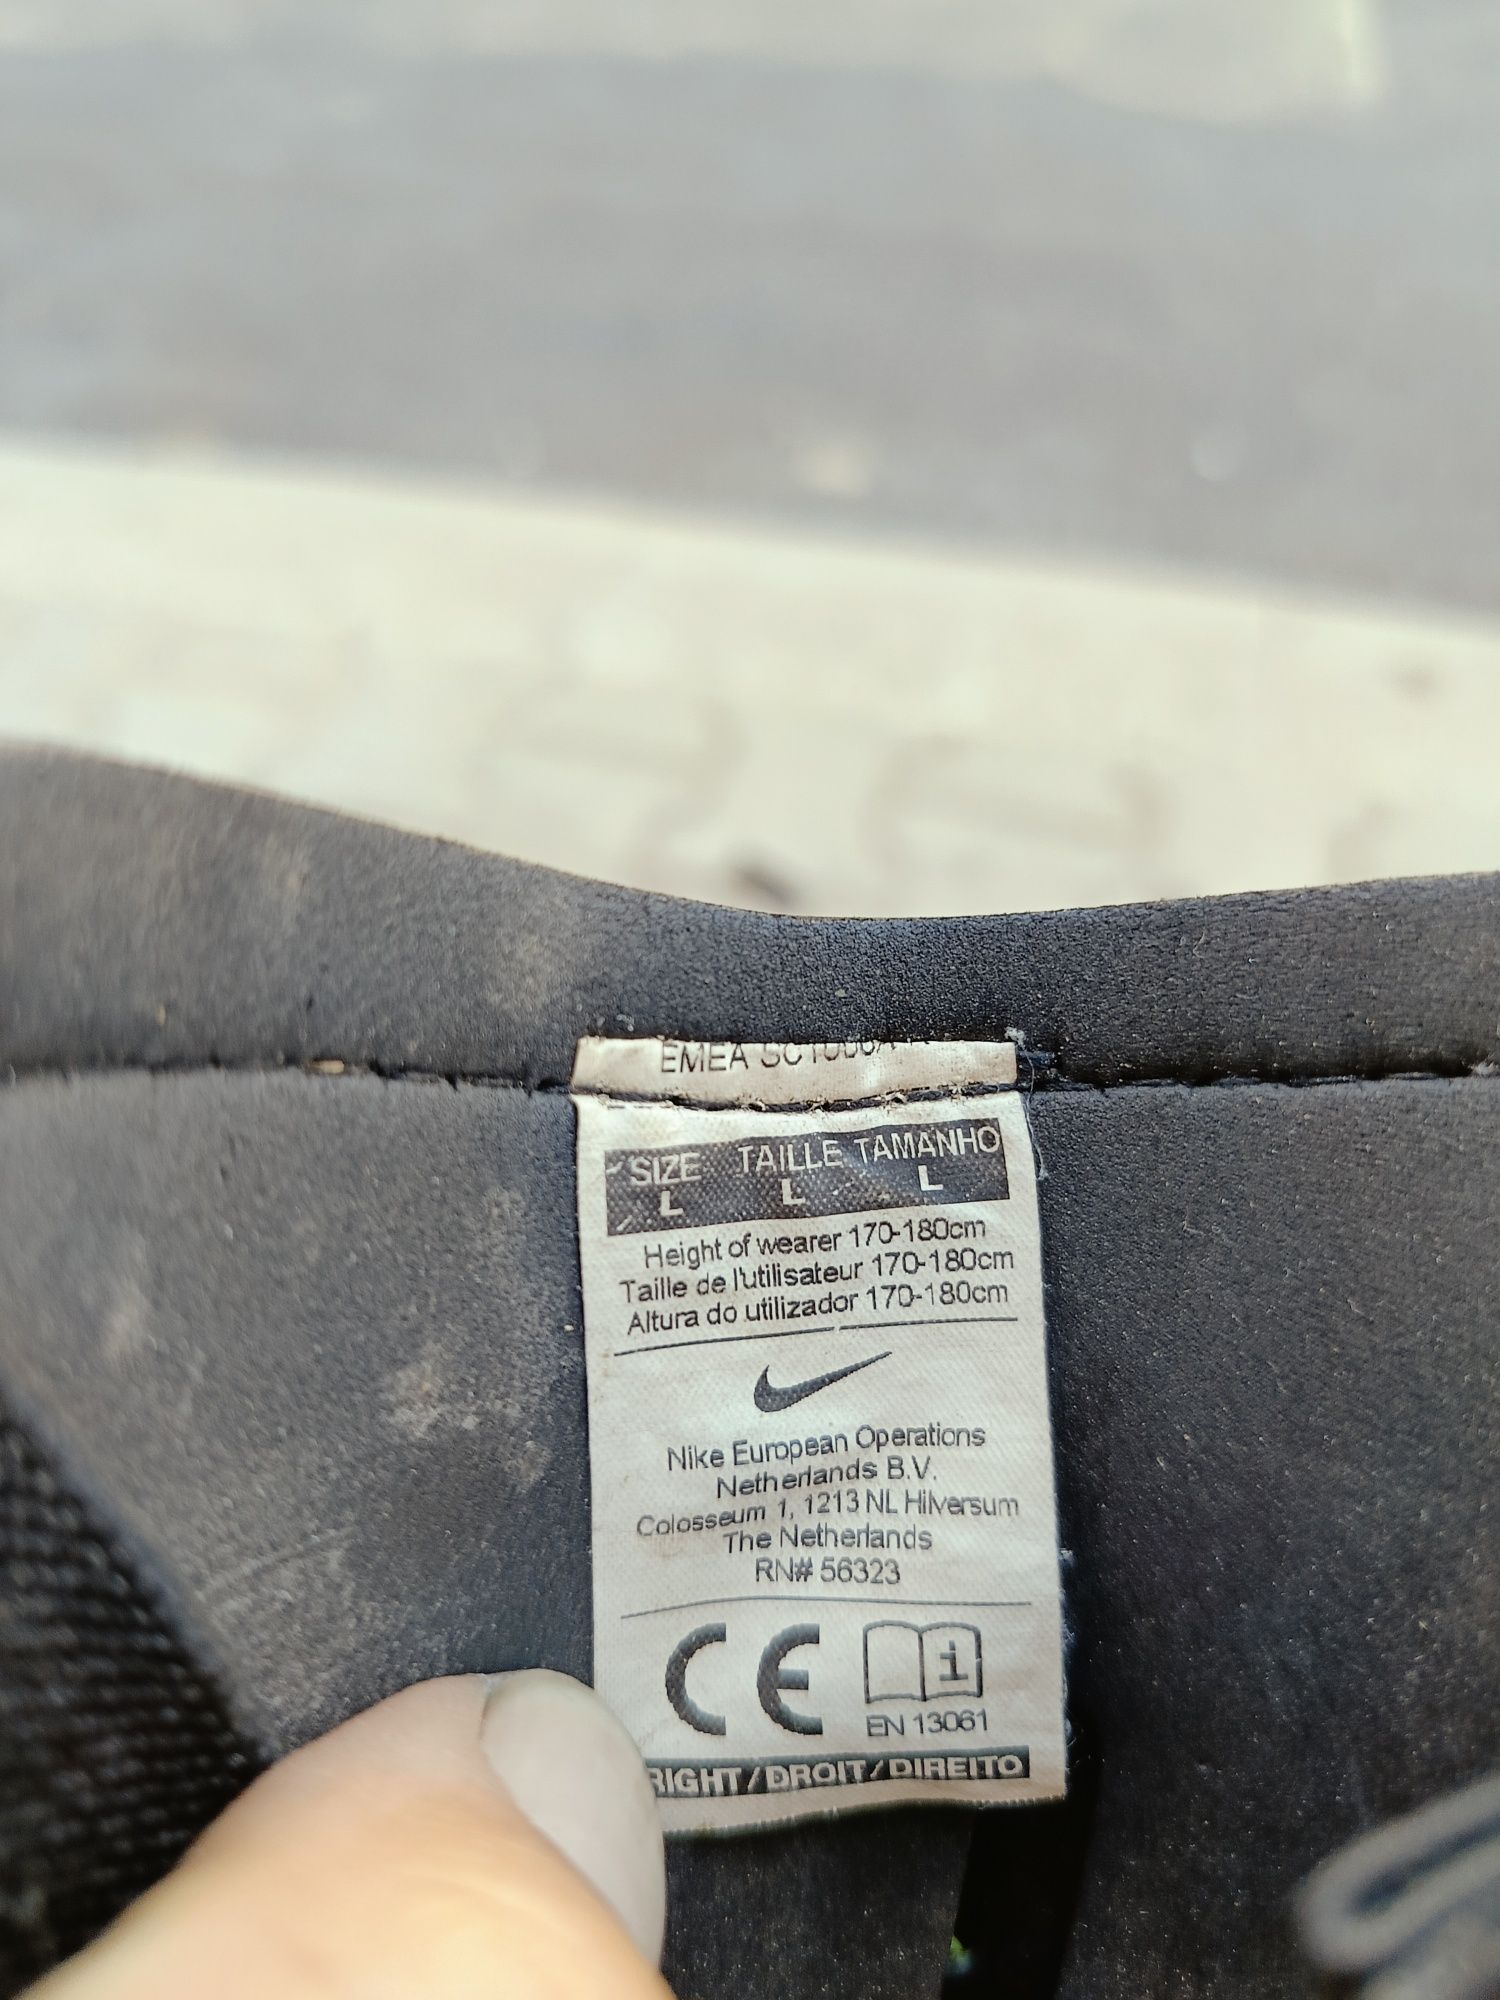 EMEA
SIZE TAILLE TAMANHO
L L L
Height of wearer 170-180cm
Taille de l'utilisateur 170-180cm
Altura do utilizador 170-180cm
Nike European Operations
Netherlands B.V.
Colosseum 1, 1213 NL Hilversum
The Netherlands
RN# 56323
CE i
EN 13061
RIGHT/DROIT/DIREITO